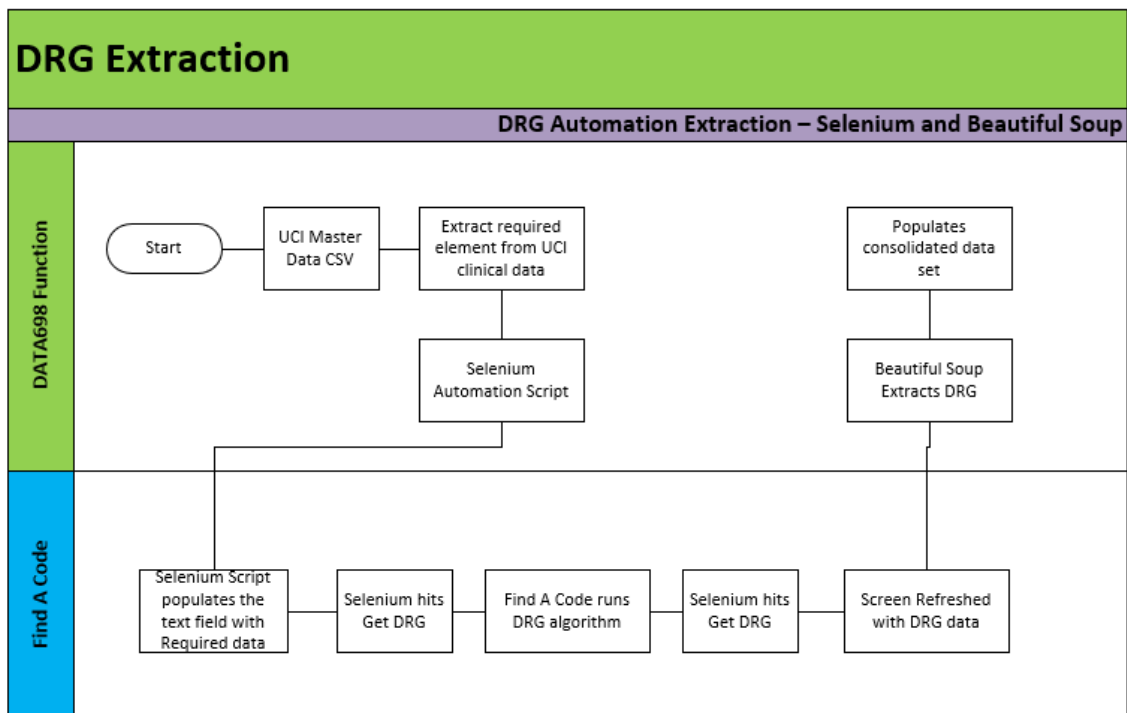 DRG Extraction
DRG Automation Extraction – Selenium and Beautiful Soup
DATA698 Function
Start
UCI Master
Data CSV
Extract required
element from UCI
clinical data
Populates
consolidated data
set
Selenium
Automation Script
Beautiful Soup
Extracts DRG
Find A Code
Selenium Script
populates the
text field with
Required data
Selenium hits
Get DRG
Find A Code runs
DRG algorithm
Selenium hits
Get DRG
Screen Refreshed
with DRG data